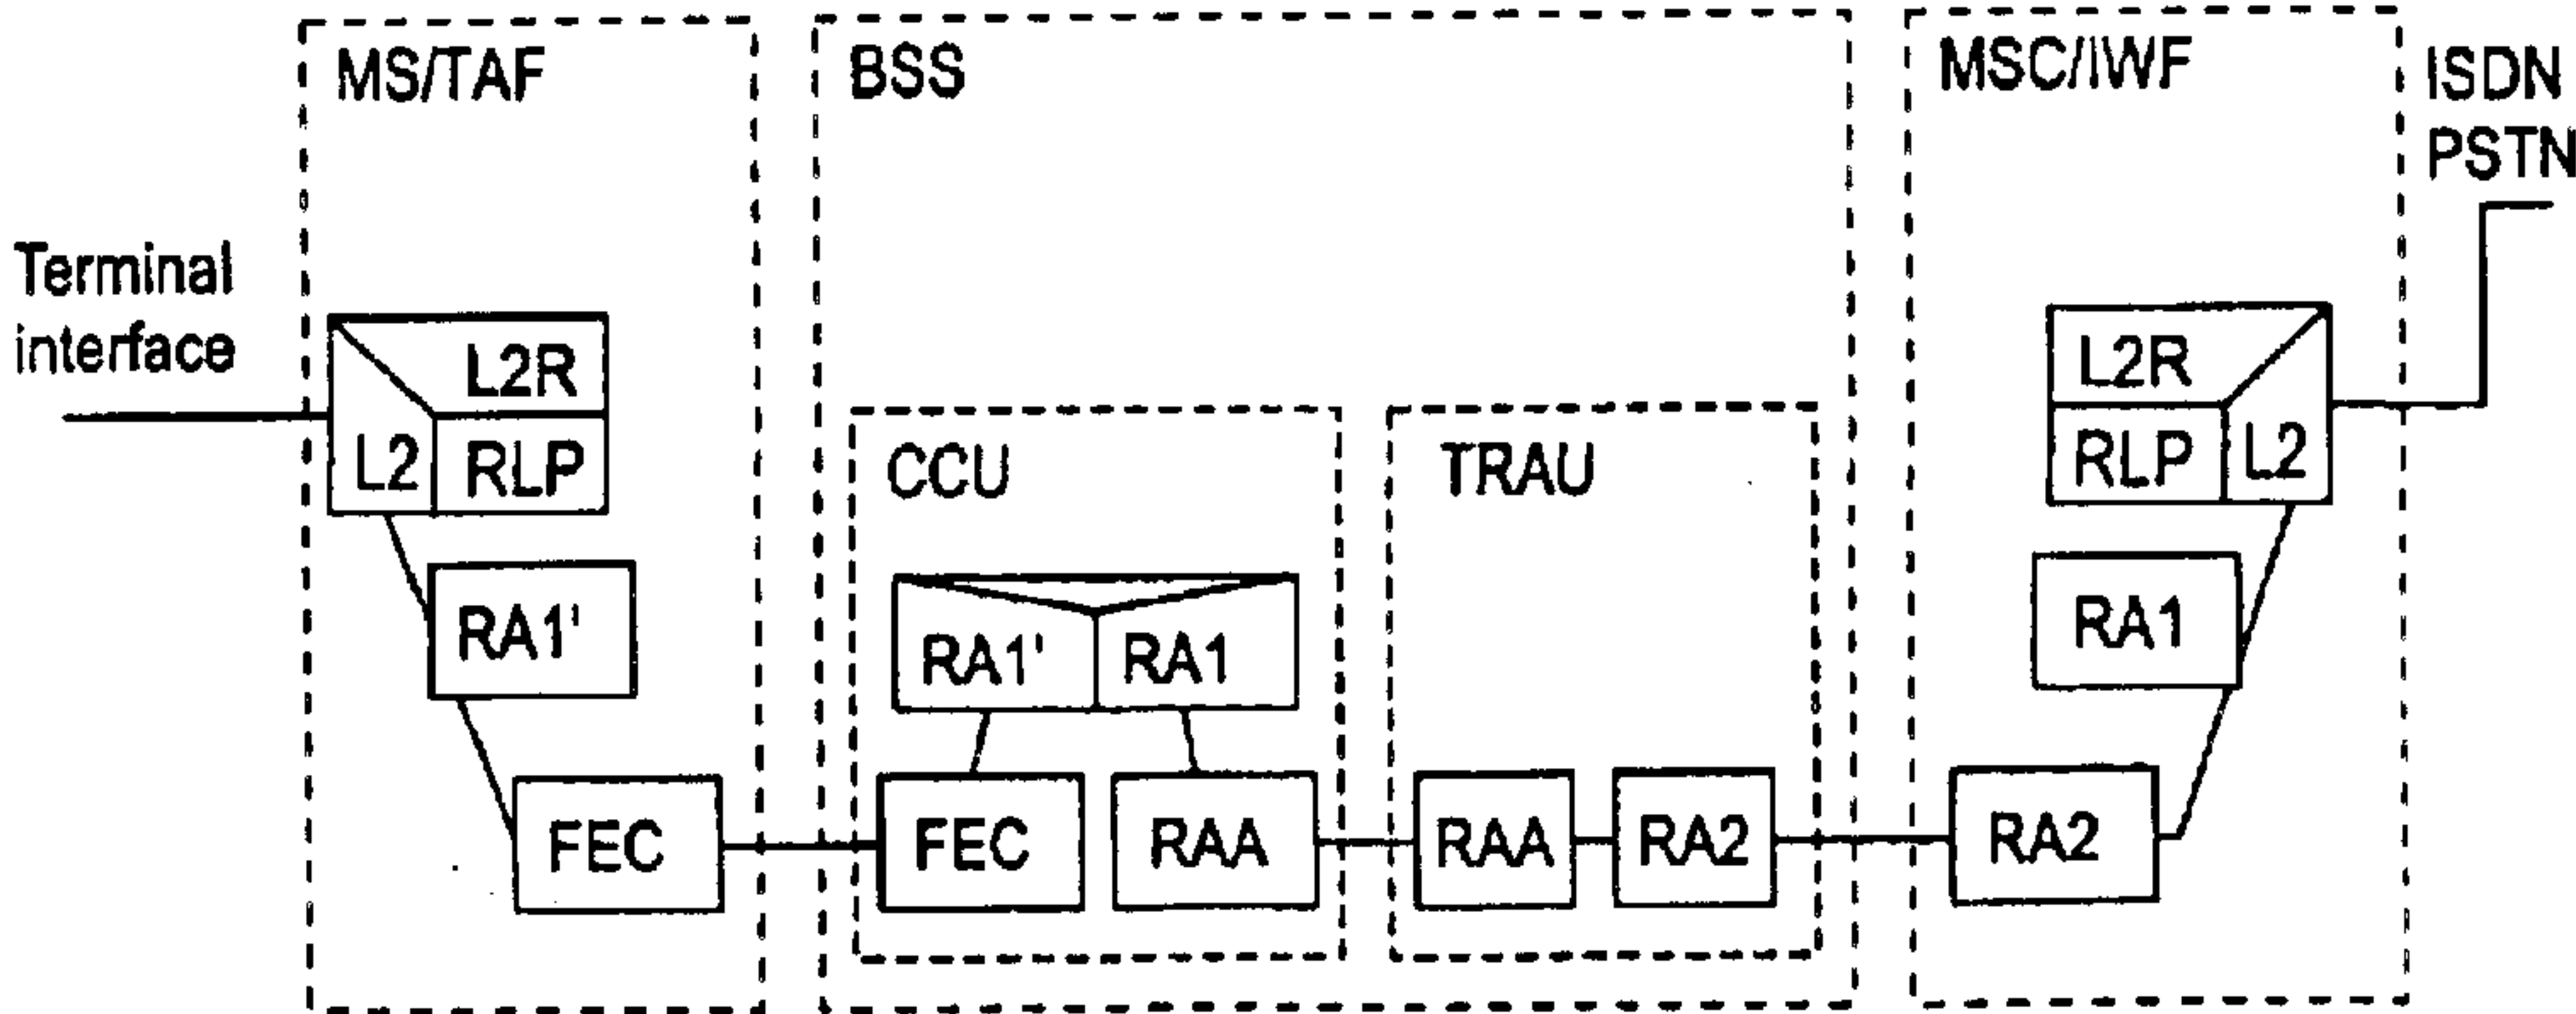 MS/TAF
BSS
MSC/IWF
ISDN
PSTN
Terminal
interface
L2R
L2
RLP
RA1'
FEC
CCU
RA1'
RA1
FEC
RAA
TRAU
RAA
RA2
L2R
RLP
L2
RA1
RA2